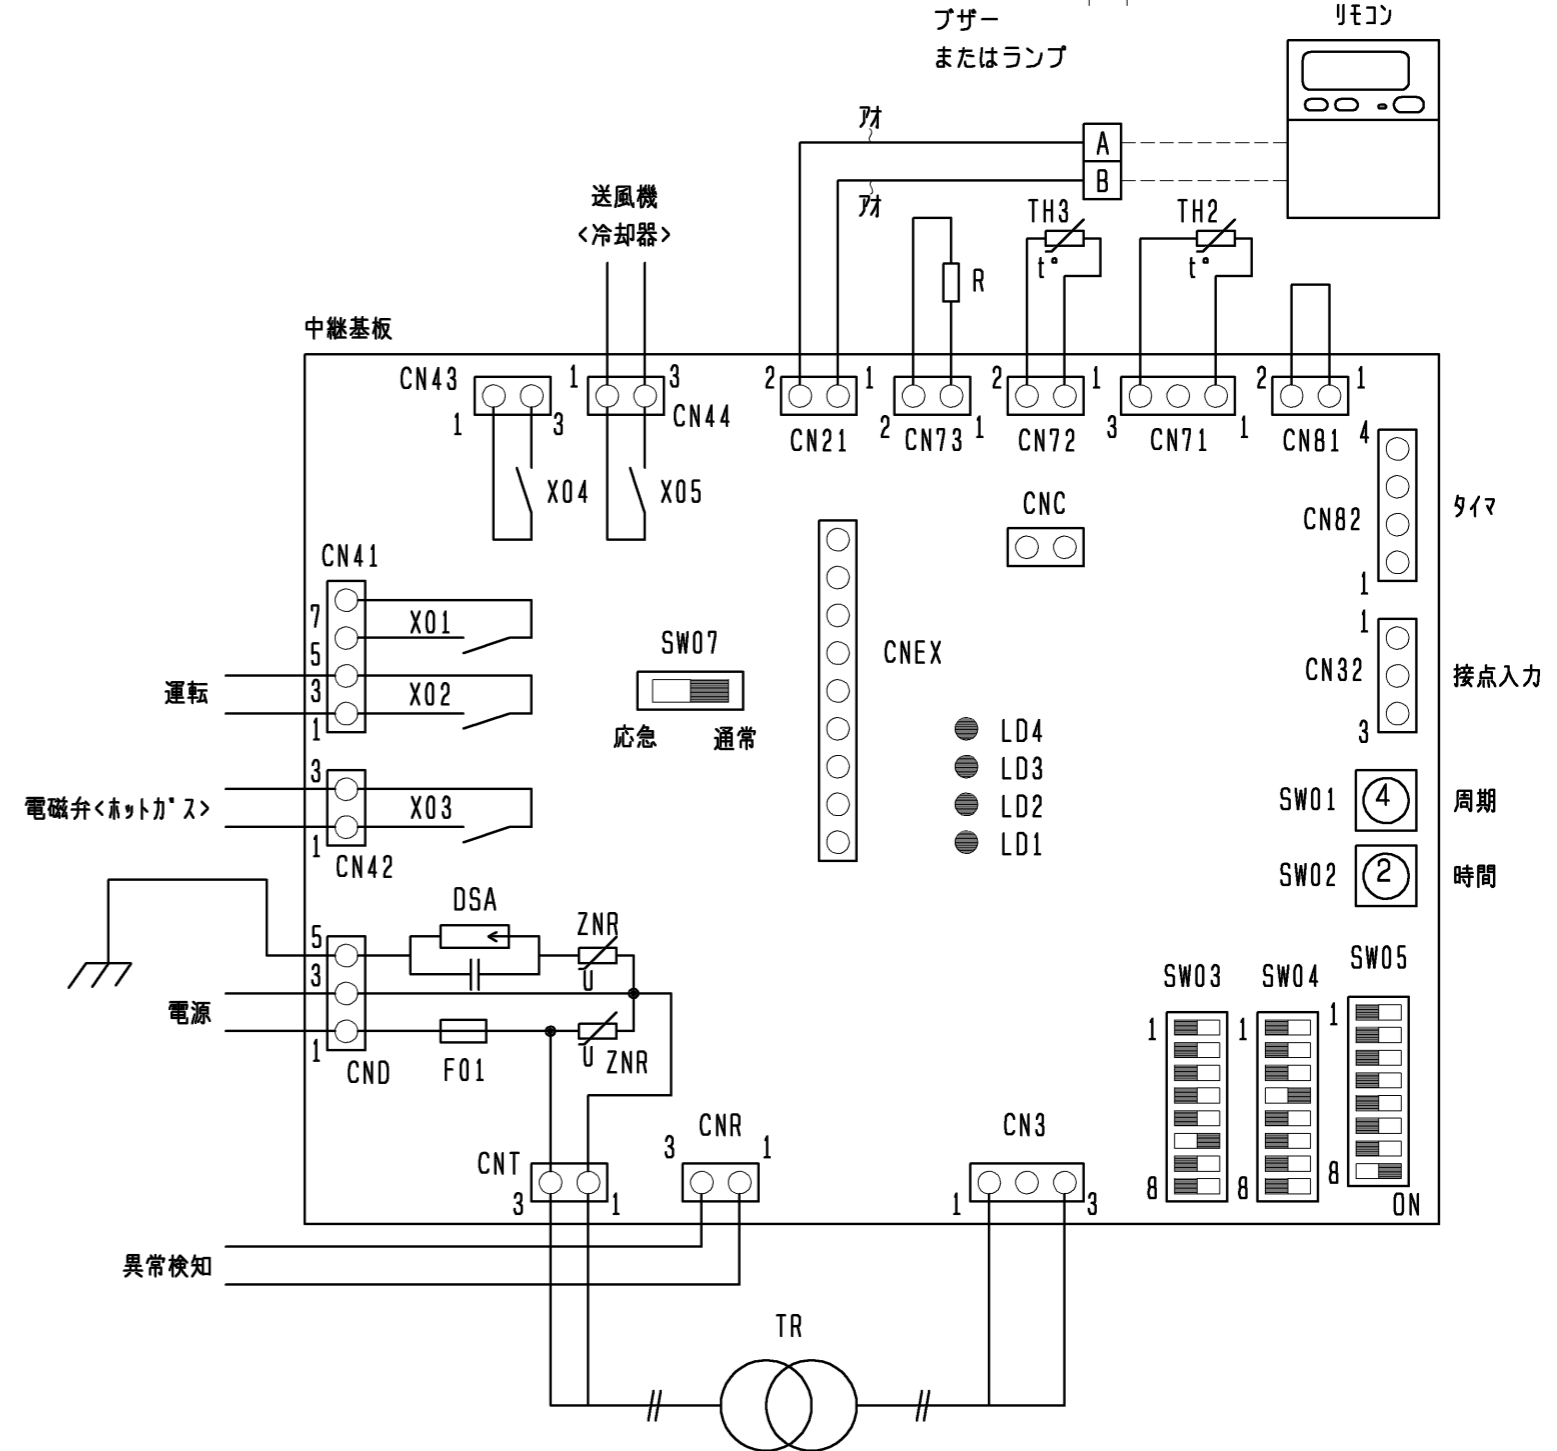 ブザー
またはランプ
リモコン
アオ
A
B
アオ
送風機
<冷却器>
TH3
t°
TH2
t°
R
中継基板
CN43
1
3
1
3
CN44
2
1
CN21
2
CN73
1
2
1
CN72
3
CN71
1
2
1
CN81
X04
X05
CNC
4
CN82
1
タイマ
CN41
7
5
3
1
X01
X02
運転
SW07
応急
通常
CNEX
1
CN32
3
接点入力
LD4
LD3
LD2
LD1
3
1
X03
CN42
電磁弁<ホットガス>
SW01
4
周期
SW02
2
時間
DSA
ZNR
U
5
3
1
電源
CND
F01
U
ZNR
SW03
1
8
SW04
1
8
SW05
1
8
ON
CNT
3
1
CNR
3
1
CN3
1
3
異常検知
TR